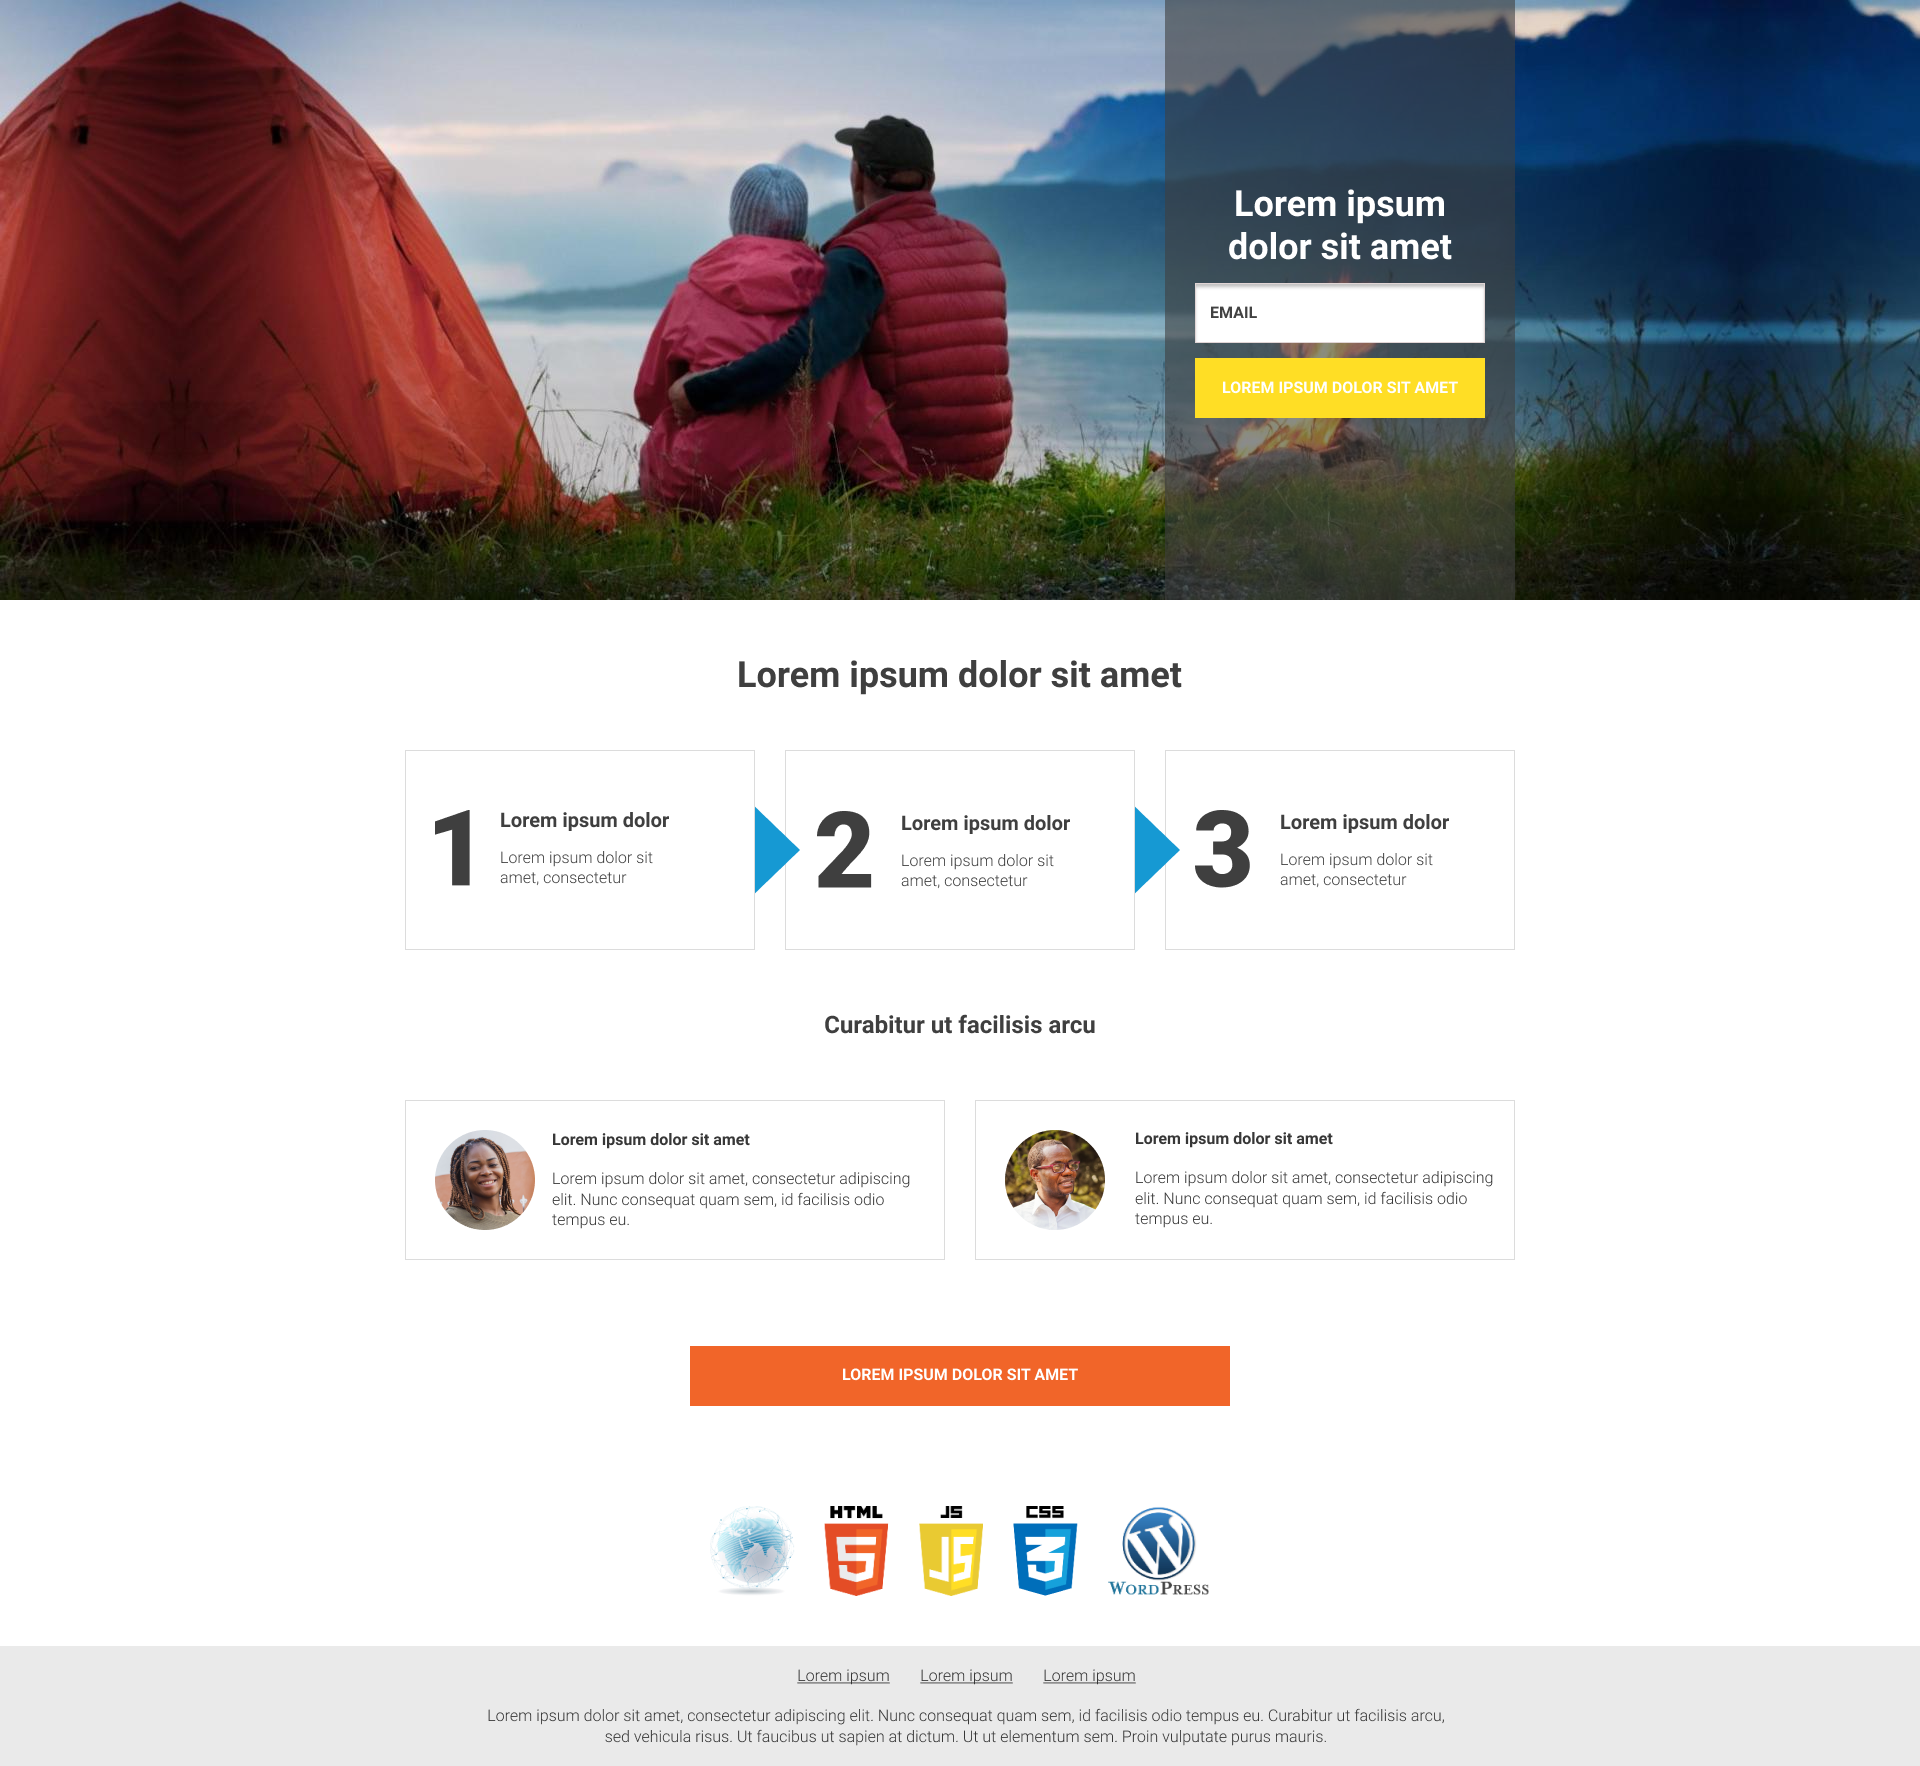 Lorem ipsum
dolor sit amet
EMAIL
LOREM IPSUM DOLOR SIT AMET
Lorem ipsum dolor sit amet
1
Lorem ipsum dolor
Lorem ipsum dolor sit
amet, consectetur
2
Lorem ipsum dolor
Lorem ipsum dolor sit
amet, consectetur
3
Lorem ipsum dolor
Lorem ipsum dolor sit
amet, consectetur
Curabitur ut facilisis arcu
Lorem ipsum dolor sit amet
Lorem ipsum dolor sit amet, consectetur adipiscing
elit. Nunc consequat quam sem, id facilisis odio
tempus eu.
Lorem ipsum dolor sit amet
Lorem ipsum dolor sit amet, consectetur adipiscing
elit. Nunc consequat quam sem, id facilisis odio
tempus eu.
LOREM IPSUM DOLOR SIT AMET
HTML
5
JS
JS
CSS
3
W
WORDPRESS
Lorem ipsum Lorem ipsum Lorem ipsum
Lorem ipsum dolor sit amet, consectetur adipiscing elit. Nunc consequat quam sem, id facilisis odio tempus eu. Curabitur ut facilisis arcu,
sed vehicula risus. Ut faucibus ut sapien at dictum. Ut ut elementum sem. Proin vulputate purus mauris.